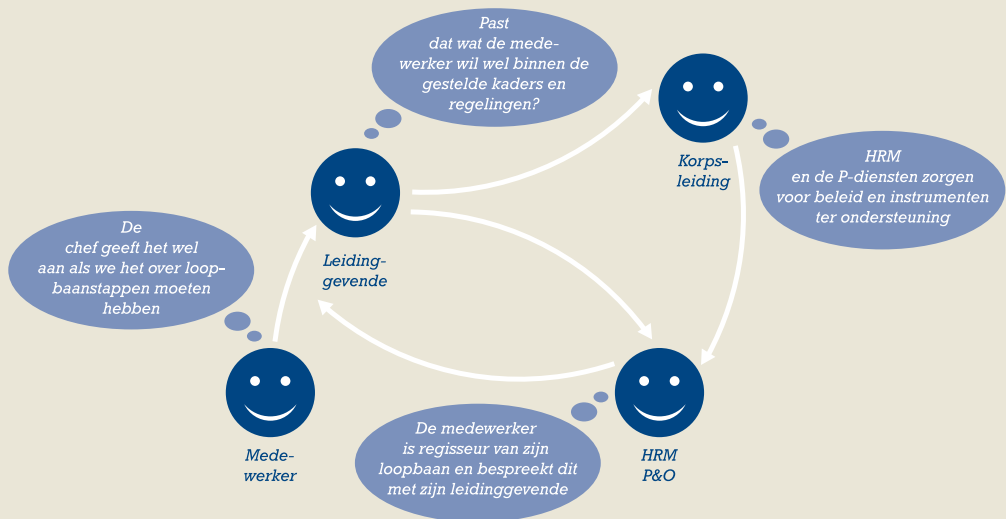 Past
dat wat de mede-
werker wil wel binnen de
gestelde kaders en
regelingen?
Korps-
leiding
HRM
en de P-diensten zorgen
voor beleid en instrumenten
ter ondersteuning
De
chef geeft het wel
aan als we het over loop-
baanstappen moeten
hebben
Leiding-
gevende
Mede-
werker
De medewerker
is regisseur van zijn
loopbaan en bespreekt dit
met zijn leidinggevende
HRM
P&O